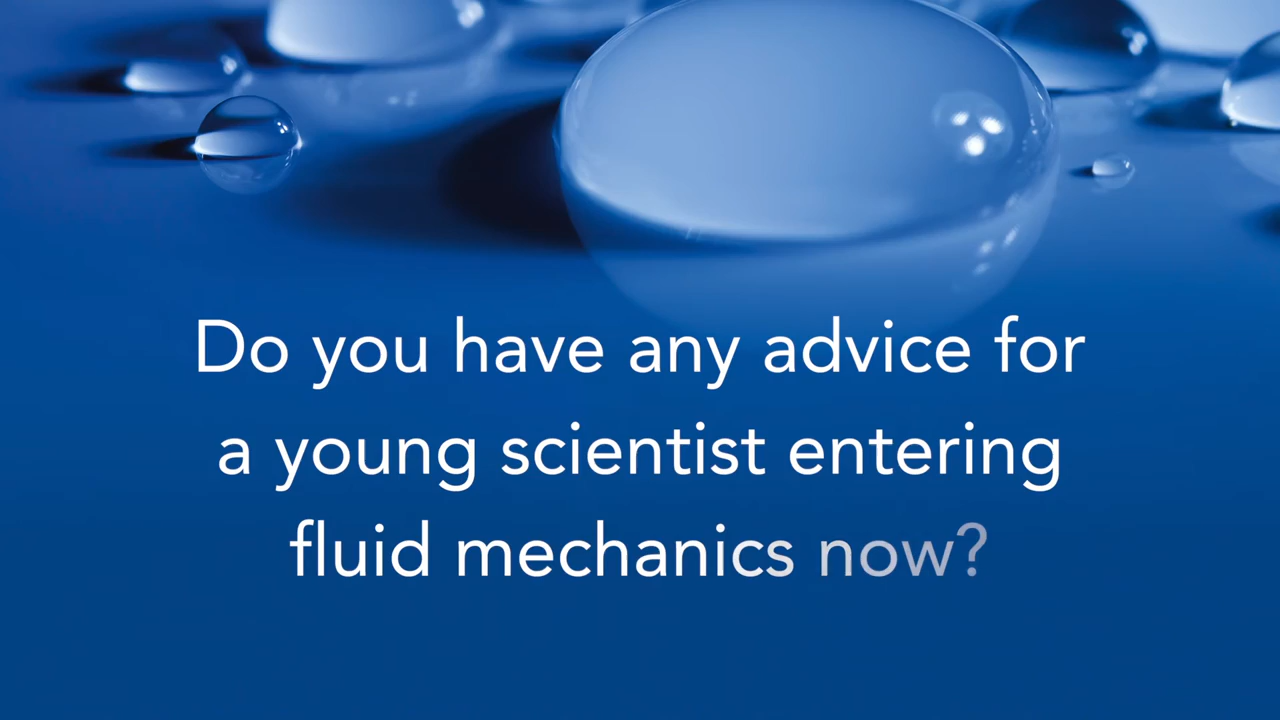 Do you have any advice for
a young scientist entering
fluid mechanics now?